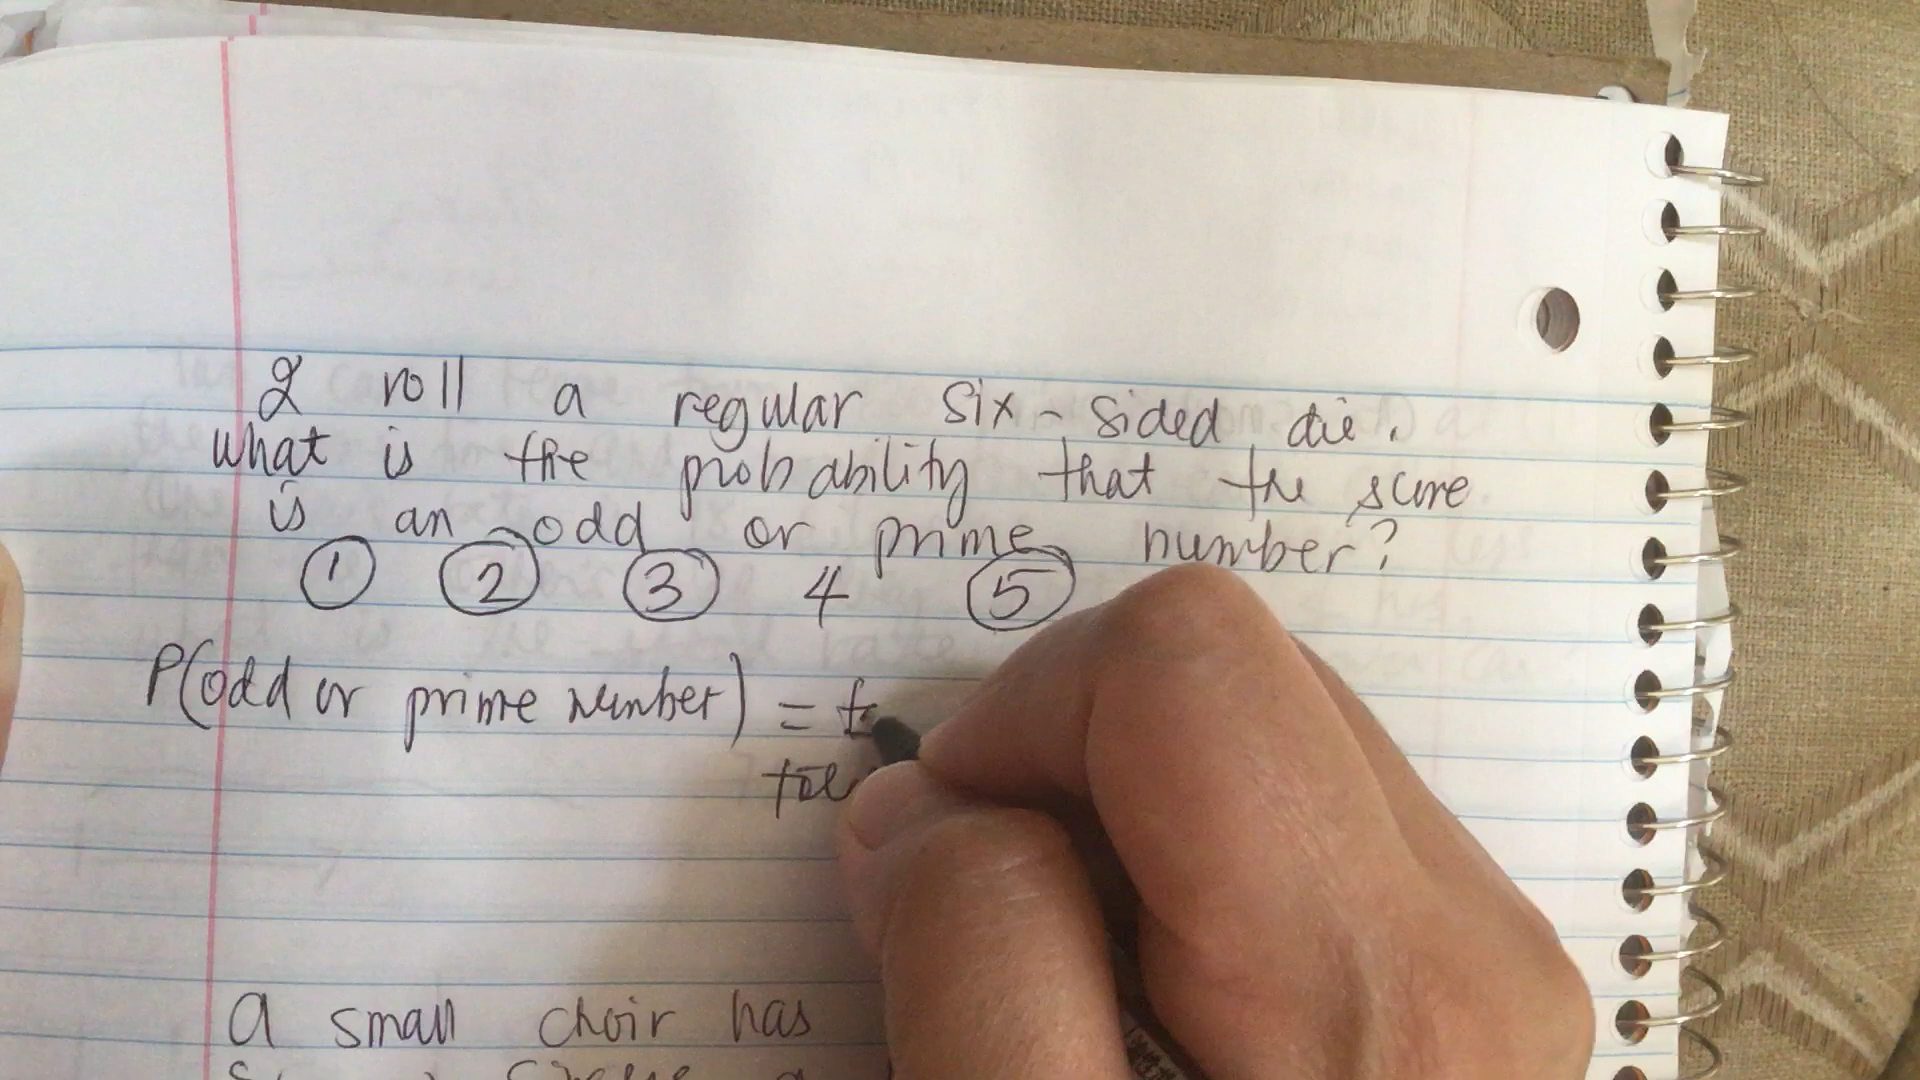 I roll a regular six-sided die.
what is the probability that the score
is an odd or prime number?
1 2 3 4 5
P(odd or prime number) =
a small choir has